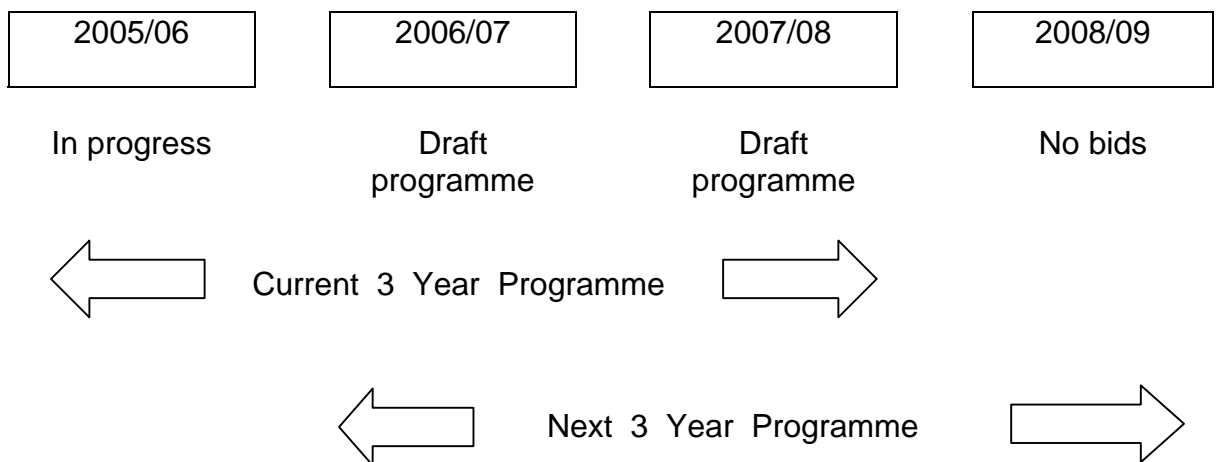 2005/06 2006/07 2007/08 2008/09
In progress Draft Draft No bids
programme programme
Current 3 Year Programme
Next 3 Year Programme